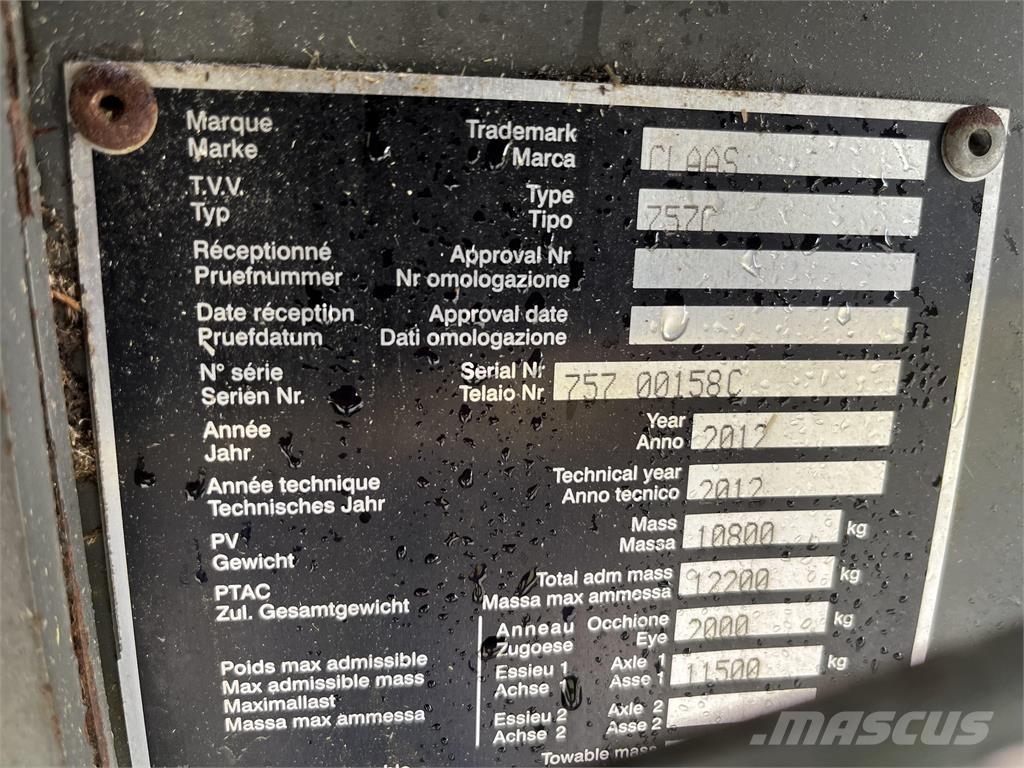 Marque Trademark CLAAS
Marke Marca
T.V.V. Type 757C
Typ Tipo
Réceptionné Approval Nr
Pruefnummer Nr omologazione
Date réception Approval date
Pruefdatum Dati omologazione
N° série Serial Nr 757 00158C
Serien Nr. Telaio Nr
Année Year 2012
Jahr Anno
Année technique Technical year 2012
Technisches Jahr Anno tecnico
PV Mass 10800 kg
Gewicht Massa
PTAC Total adm mass 12200 kg
Zul. Gesamtgewicht Massa max ammessa
Anneau Occhione 2000 kg
Zugoese Eye
Poids max admissible Essieu 1 Axle 1 11500 kg
Max admissible mass Achse 1 Asse 1
Maximallast Essieu 2 Axle 2
Massa max ammessa Achse 2 Asse 2
Towable mass
MASCUS